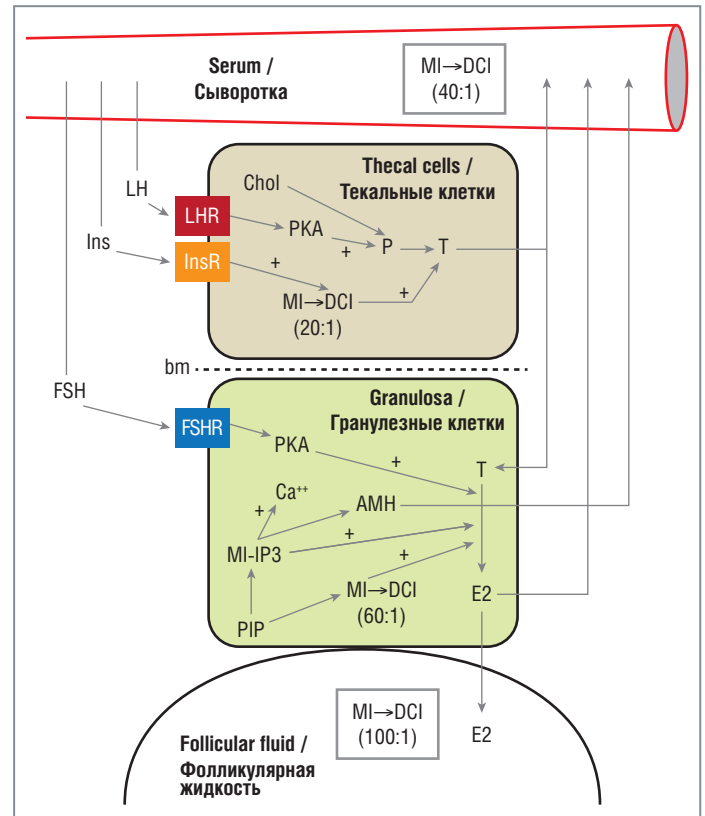 Serum /
Сыворотка
MI→DCI
(40:1)
Thecal cells /
Текальные клетки
LH
Chol
LHR
PKA
+
P
T
Ins
InsR
+
MI→DCI
+
(20:1)
bm
FSH
Granulosa /
Гранулезные клетки
FSHR
PKA
+
T
Ca++
+
AMH
MI-IP3
+
+
MI→DCI
(60:1)
E2
PIP
MI→DCI
(100:1)
E2
Follicular fluid /
Фолликулярная
жидкость